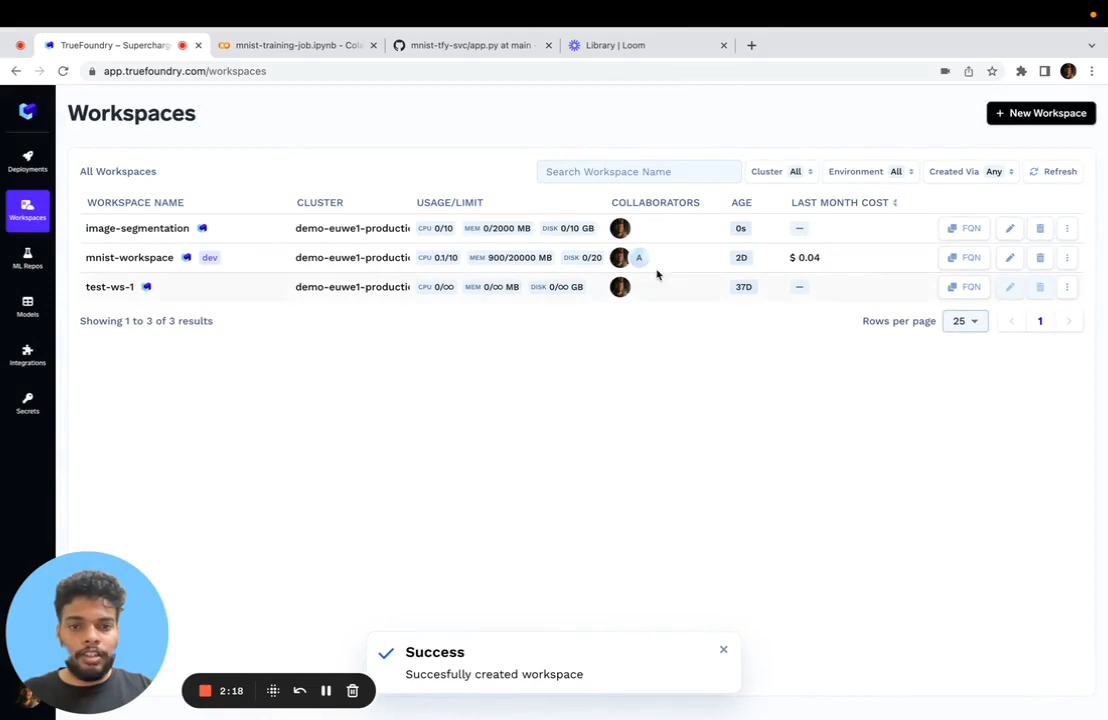 TrueFoundry – Supercharg
mnist-training-job.ipynb - Cola
mnist-tfy-svc/app.py at main
Library | Loom
app.truefoundry.com/workspaces
Workspaces
+ New Workspace
Deployments
Workspaces
ML Repos
Models
Integrations
Secrets
All Workspaces
Search Workspace Name
Cluster All
Environment All
Created Via Any
Refresh
WORKSPACE NAME CLUSTER USAGE/LIMIT COLLABORATORS AGE LAST MONTH COST
image-segmentation demo-euwe1-producti CPU 0/10 MEM 0/2000 MB DISK 0/10 GB 0s — FQN
mnist-workspace dev demo-euwe1-producti CPU 0.1/10 MEM 900/20000 MB DISK 0/20 A 2D $ 0.04 FQN
test-ws-1 demo-euwe1-producti CPU 0/∞ MEM 0/∞ MB DISK 0/∞ GB 37D — FQN
Showing 1 to 3 of 3 results
Rows per page 25
1
Success
Succesfully created workspace
2:18